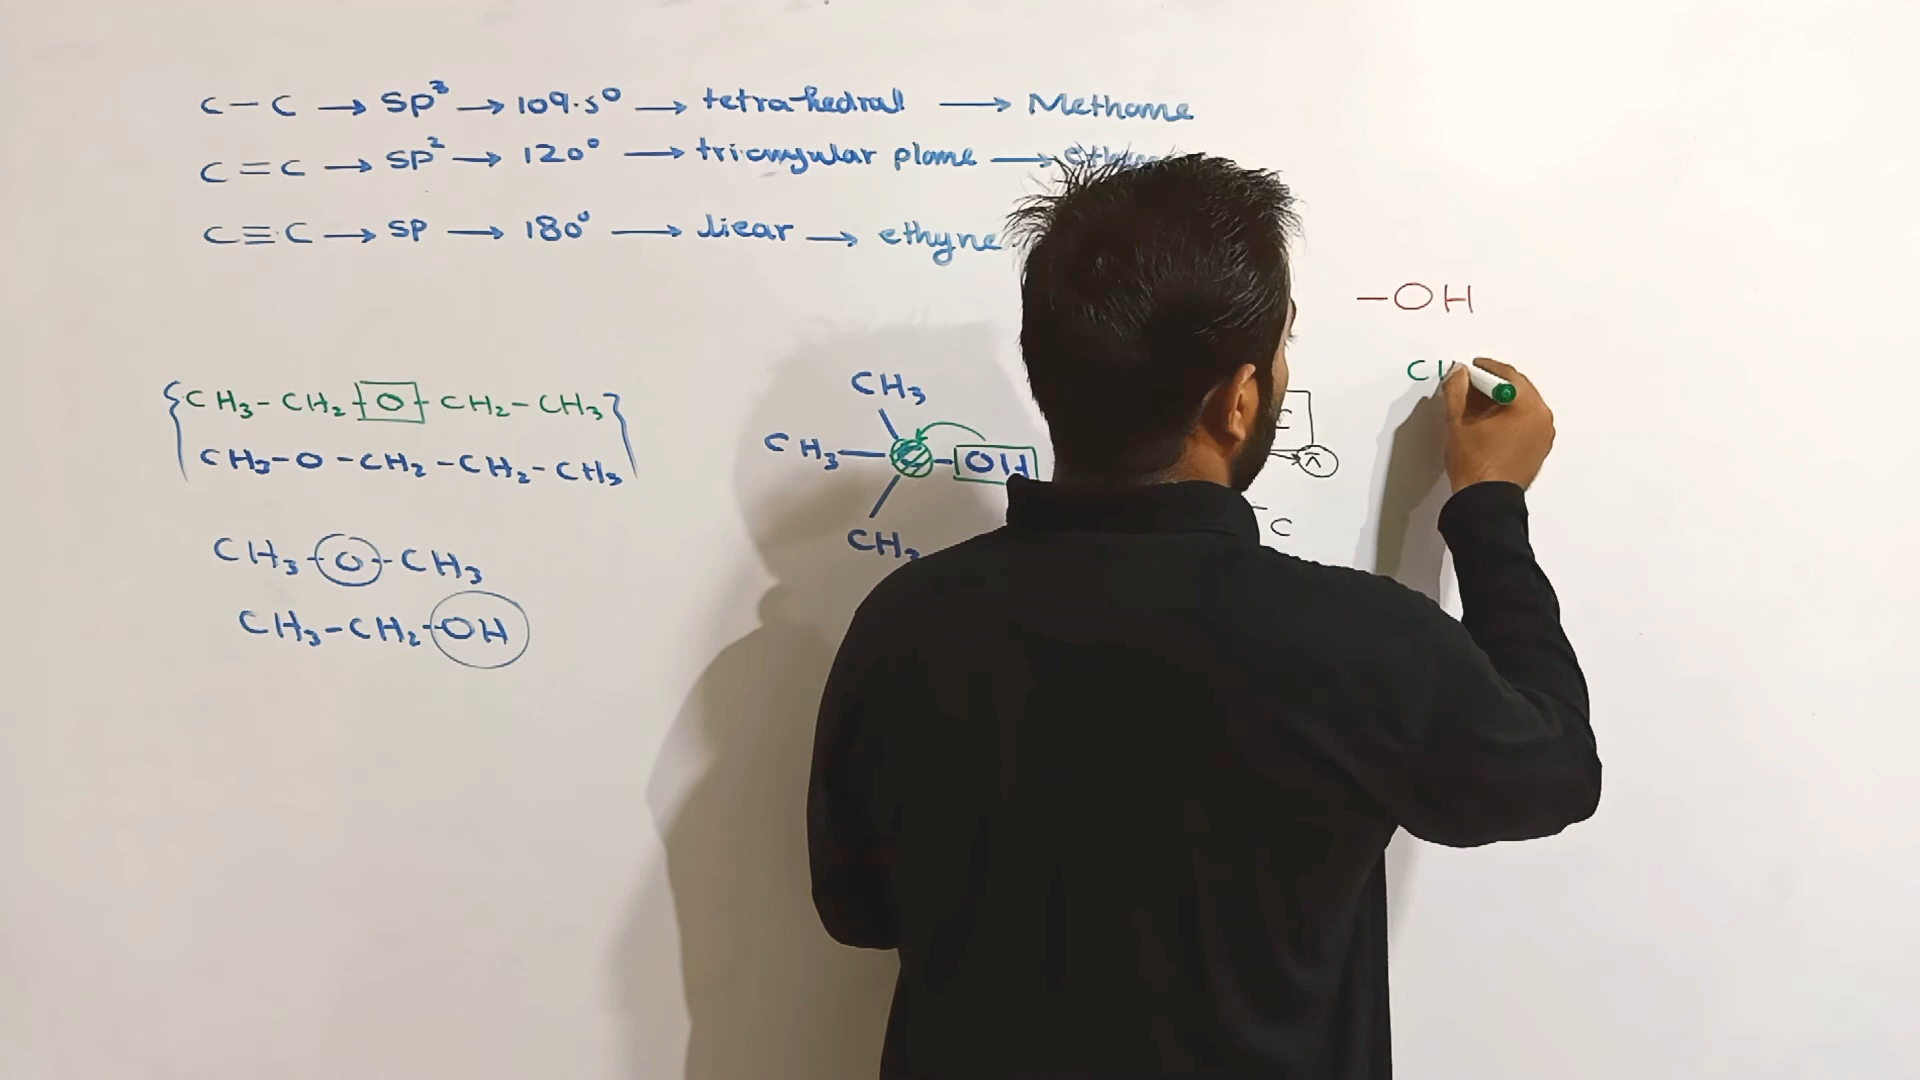 C-C → SP³ → 109.5° → tetrahedral → Methane
C=C → SP² → 120° → triangular plane →
C≡C → SP → 180° → liear → ethyne
-OH
CH
CH₃-CH₂-O-CH₂-CH₃
CH₃-O-CH₂-CH₂-CH₃
CH₃-O-CH₃
CH₃-CH₂-OH
CH₃
CH₃-C-OH
CH₃
C